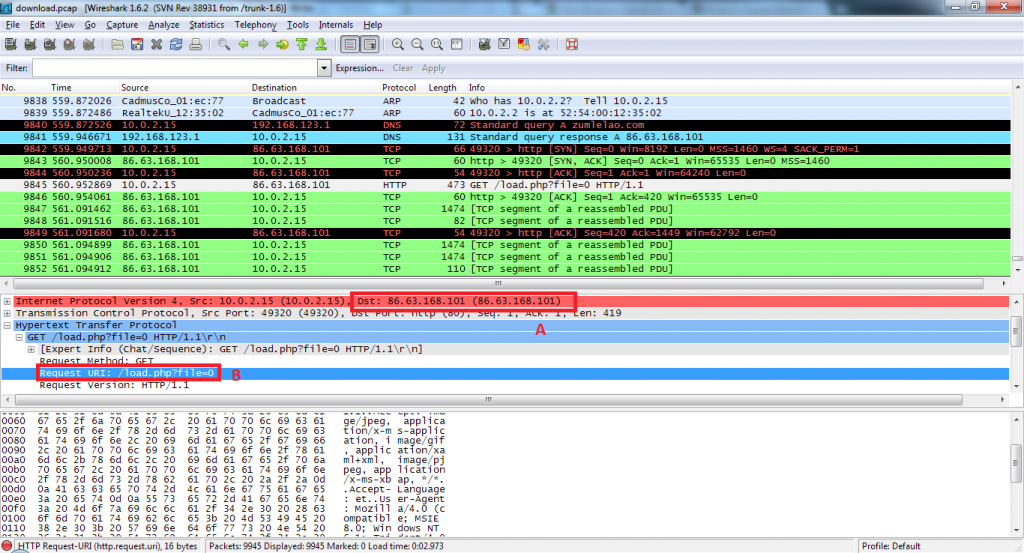 download.pcap [Wireshark 1.6.2 (SVN Rev 38931 from /trunk-1.6)]
File Edit View Go Capture Analyze Statistics Telephony Tools Internals Help
Filter: Expression... Clear Apply
No. Time Source Destination Protocol Length Info
9838 559.872026 CadmusCo_01:ec:77 Broadcast ARP 42 Who has 10.0.2.2? Tell 10.0.2.15
9839 559.872486 RealtekU_12:35:02 CadmusCo_01:ec:77 ARP 60 10.0.2.2 is at 52:54:00:12:35:02
9840 559.872526 10.0.2.15 192.168.123.1 DNS 72 Standard query A zumlelao.com
9841 559.946671 192.168.123.1 10.0.2.15 DNS 131 Standard query response A 86.63.168.101
9842 559.949713 10.0.2.15 86.63.168.101 TCP 66 49320 > http [SYN] Seq=0 Win=8192 Len=0 MSS=1460 WS=4 SACK_PERM=1
9843 560.950008 86.63.168.101 10.0.2.15 TCP 60 http > 49320 [SYN, ACK] Seq=0 Ack=1 Win=65535 Len=0 MSS=1460
9844 560.950236 10.0.2.15 86.63.168.101 TCP 54 49320 > http [ACK] Seq=1 Ack=1 Win=64240 Len=0
9845 560.952869 10.0.2.15 86.63.168.101 HTTP 473 GET /load.php?file=0 HTTP/1.1
9846 560.954061 86.63.168.101 10.0.2.15 TCP 60 http > 49320 [ACK] Seq=1 Ack=420 Win=65535 Len=0
9847 561.091462 86.63.168.101 10.0.2.15 TCP 1474 [TCP segment of a reassembled PDU]
9848 561.091516 86.63.168.101 10.0.2.15 TCP 82 [TCP segment of a reassembled PDU]
9849 561.091680 10.0.2.15 86.63.168.101 TCP 54 49320 > http [ACK] Seq=420 Ack=1449 Win=62792 Len=0
9850 561.094899 86.63.168.101 10.0.2.15 TCP 1474 [TCP segment of a reassembled PDU]
9851 561.094906 86.63.168.101 10.0.2.15 TCP 1474 [TCP segment of a reassembled PDU]
9852 561.094912 86.63.168.101 10.0.2.15 TCP 110 [TCP segment of a reassembled PDU]
Internet Protocol Version 4, Src: 10.0.2.15 (10.0.2.15), Dst: 86.63.168.101 (86.63.168.101)
A
Transmission Control Protocol, Src Port: 49320 (49320), Dst Port: http (80), Seq: 1, Ack: 1, Len: 419
Hypertext Transfer Protocol
GET /load.php?file=0 HTTP/1.1\r\n
[Expert Info (Chat/Sequence): GET /load.php?file=0 HTTP/1.1\r\n]
Request Method: GET
Request URI: /load.php?file=0
B
Request Version: HTTP/1.1
0060 67 65 2f 6a 70 65 67 2c 20 61 70 70 6c 69 63 61 ge/jpeg, applica
0070 74 69 6f 6e 2f 78 2d 6d 73 2d 61 70 70 6c 69 63 tion/x-m s-applic
0080 61 74 69 6f 6e 2c 20 69 6d 61 67 65 2f 67 69 66 ation, i mage/gif
0090 2c 20 61 70 70 6c 69 63 61 74 69 6f 6e 2f 78 61 , applic ation/xa
00a0 6d 6c 2b 78 6d 6c 2c 20 69 6d 61 67 65 2f 70 6a ml+xml, image/pj
00b0 70 65 67 2c 20 61 70 70 6c 69 63 61 74 69 6f 6e peg, app lication
00c0 2f 78 2d 6d 73 2d 78 62 61 70 2c 20 2a 2f 2a 0d /x-ms-xb ap, */*.
00d0 0a 41 63 63 65 70 74 2d 4c 61 6e 67 75 61 67 65 .Accept- Language
00e0 3a 20 65 74 0d 0a 55 73 65 72 2d 41 67 65 6e 74 : et..Us er-Agent
00f0 3a 20 4d 6f 7a 69 6c 6c 61 2f 34 2e 30 20 28 63 : Mozill a/4.0 (c
0100 6f 6d 70 61 74 69 62 6c 65 3b 20 4d 53 49 45 20 ompatibl e; MSIE
0110 38 2e 30 3b 20 57 69 6e 64 6f 77 73 20 4e 54 20 8.0; Win dows NT
HTTP Request-URI (http.request.uri), 16 bytes Packets: 9945 Displayed: 9945 Marked: 0 Load time: 0:02.973 Profile: Default